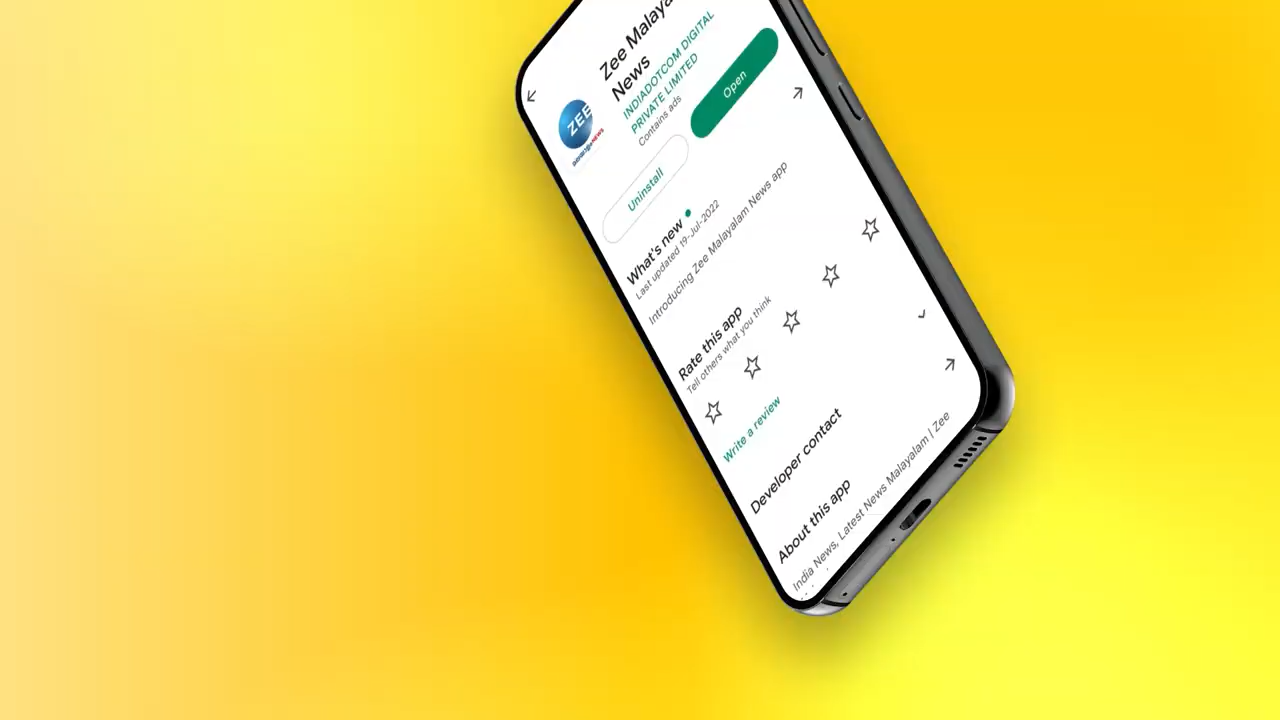 Zee Malaya
News
INDIADOTCOM DIGITAL
PRIVATE LIMITED
Contains ads
ZEE
NEWS
Uninstall
Open
What's new
Last updated 19-Jul-2022
Introducing Zee Malayalam News app
Rate this app
Tell others what you think
Write a review
Developer contact
About this app
India News, Latest News Malayalam | Zee